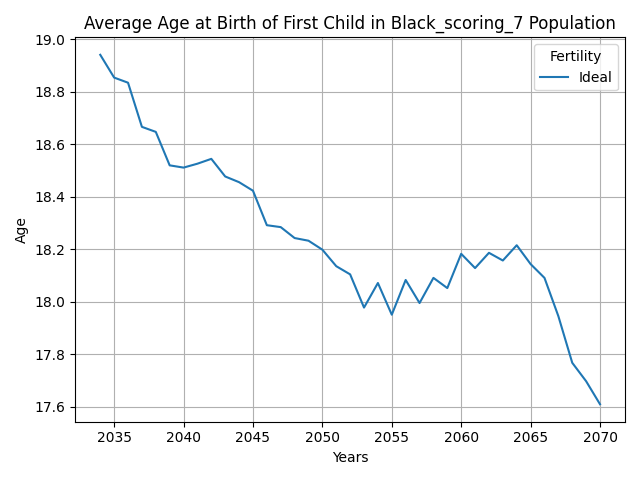 Average Age at Birth of First Child in Black_scoring_7 Population
Fertility
Ideal
Age
19.0
18.8
18.6
18.4
18.2
18.0
17.8
17.6
2035 2040 2045 2050 2055 2060 2065 2070
Years